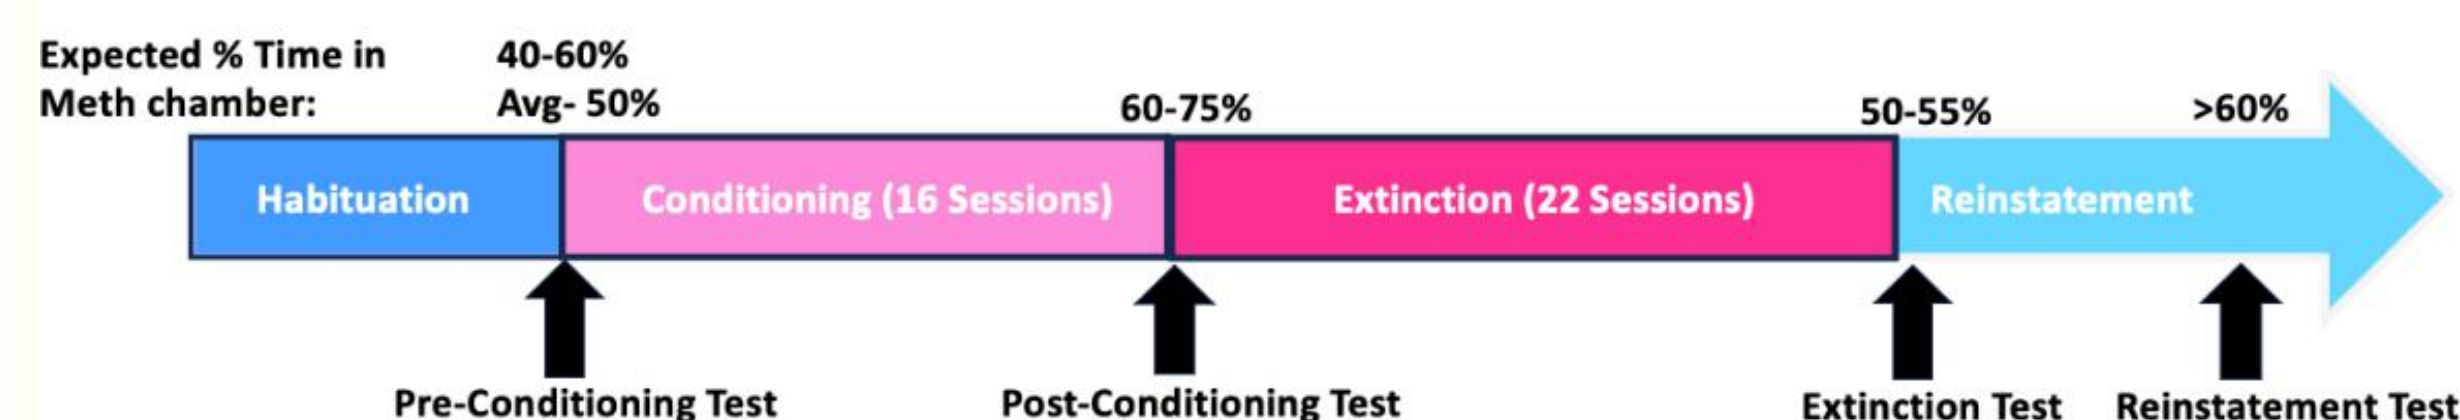 Expected % Time in
Meth chamber:
40-60%
Avg- 50%
60-75%
50-55%
>60%
Habituation
Conditioning (16 Sessions)
Extinction (22 Sessions)
Reinstatement
Pre-Conditioning Test
Post-Conditioning Test
Extinction Test
Reinstatement Test